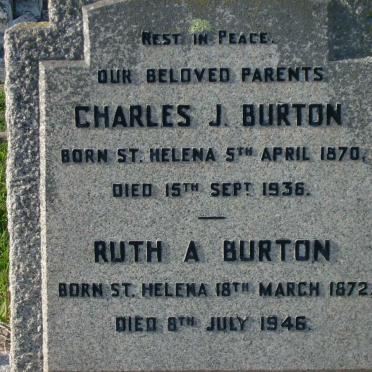 REST IN PEACE.
OUR BELOVED PARENTS
CHARLES J. BURTON
BORN ST. HELENA 5TH APRIL 1870,
DIED 15TH SEPT. 1936.
—
RUTH A BURTON
BORN ST. HELENA 18TH MARCH 1872.
DIED 8TH JULY 1946.